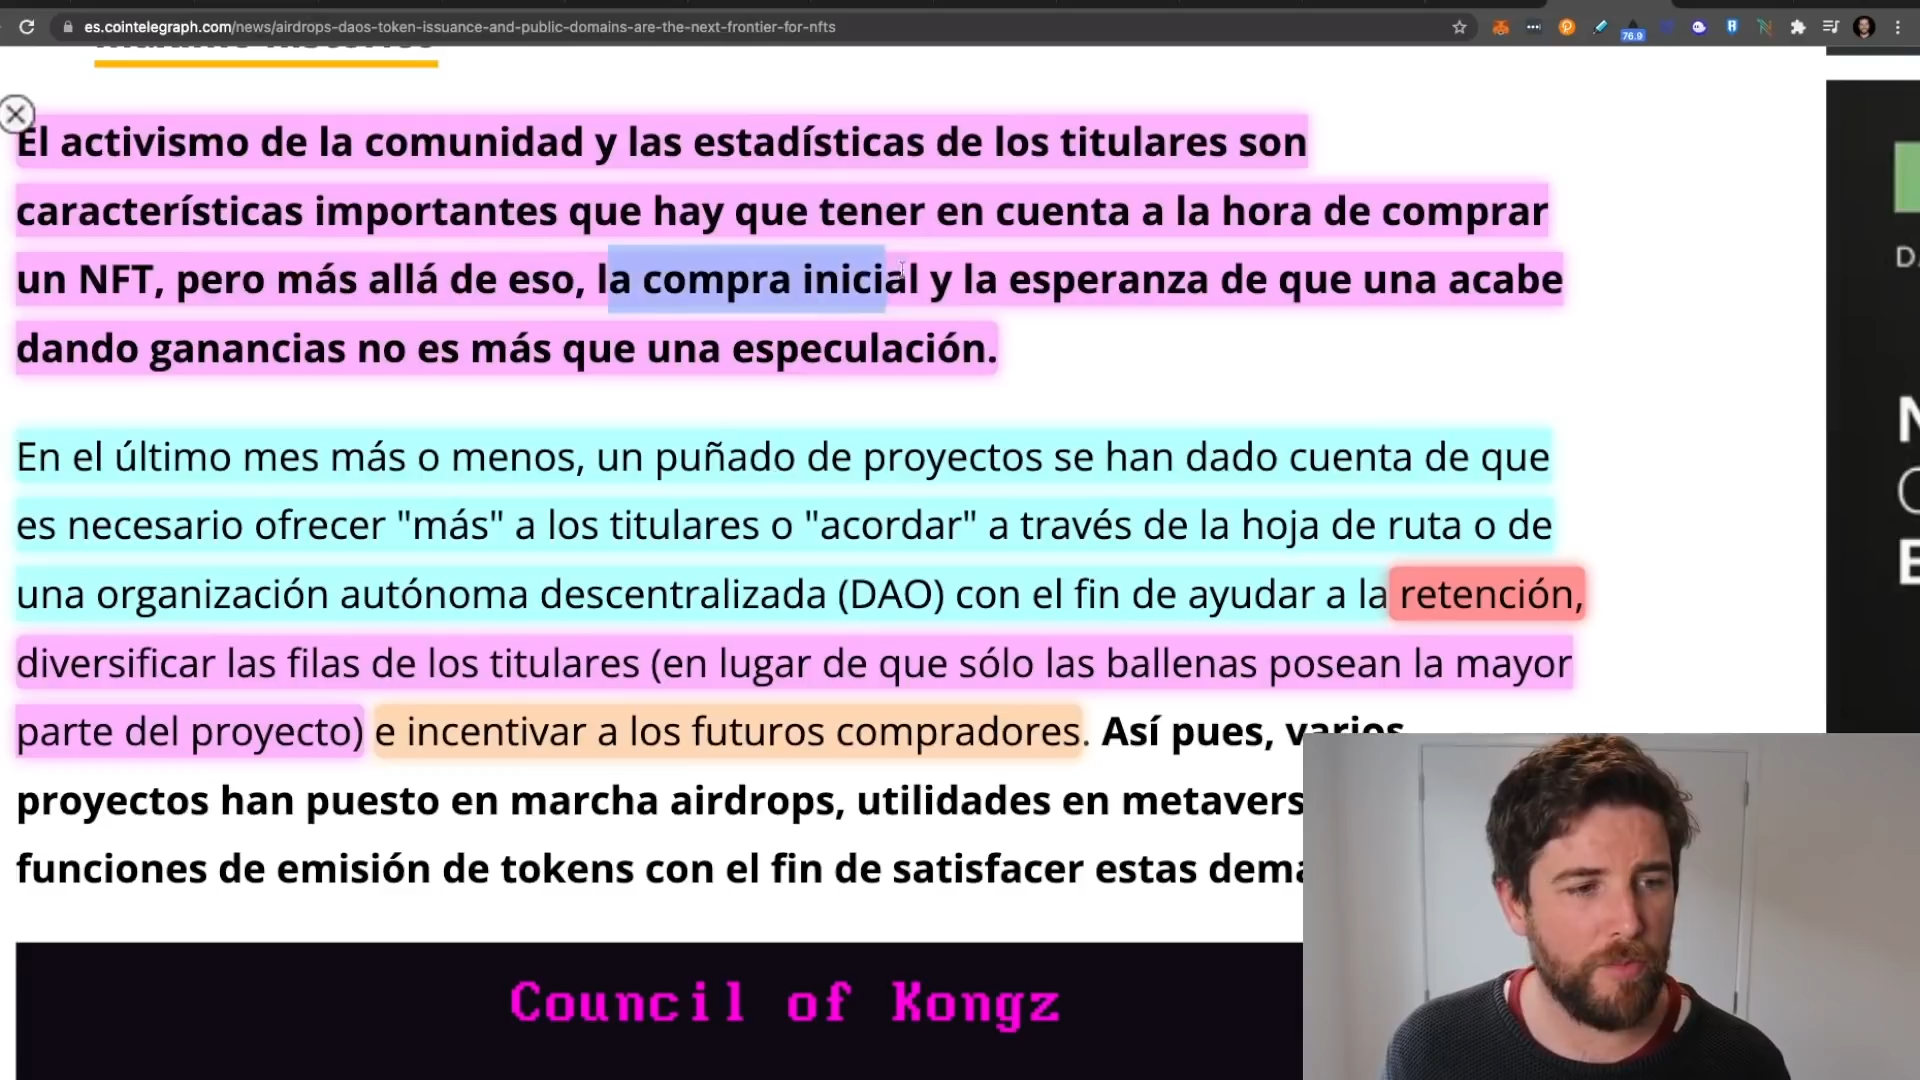 es.cointelegraph.com/news/airdrops-daos-token-issuance-and-public-domains-are-the-next-frontier-for-nfts
76.9
El activismo de la comunidad y las estadísticas de los titulares son
características importantes que hay que tener en cuenta a la hora de comprar
un NFT, pero más allá de eso, la compra inicial y la esperanza de que una acabe
dando ganancias no es más que una especulación.
En el último mes más o menos, un puñado de proyectos se han dado cuenta de que
es necesario ofrecer "más" a los titulares o "acordar" a través de la hoja de ruta o de
una organización autónoma descentralizada (DAO) con el fin de ayudar a la retención,
diversificar las filas de los titulares (en lugar de que sólo las ballenas posean la mayor
parte del proyecto) e incentivar a los futuros compradores. Así pues, varios
proyectos han puesto en marcha airdrops, utilidades en metavers
funciones de emisión de tokens con el fin de satisfacer estas dema
Council of Kongz